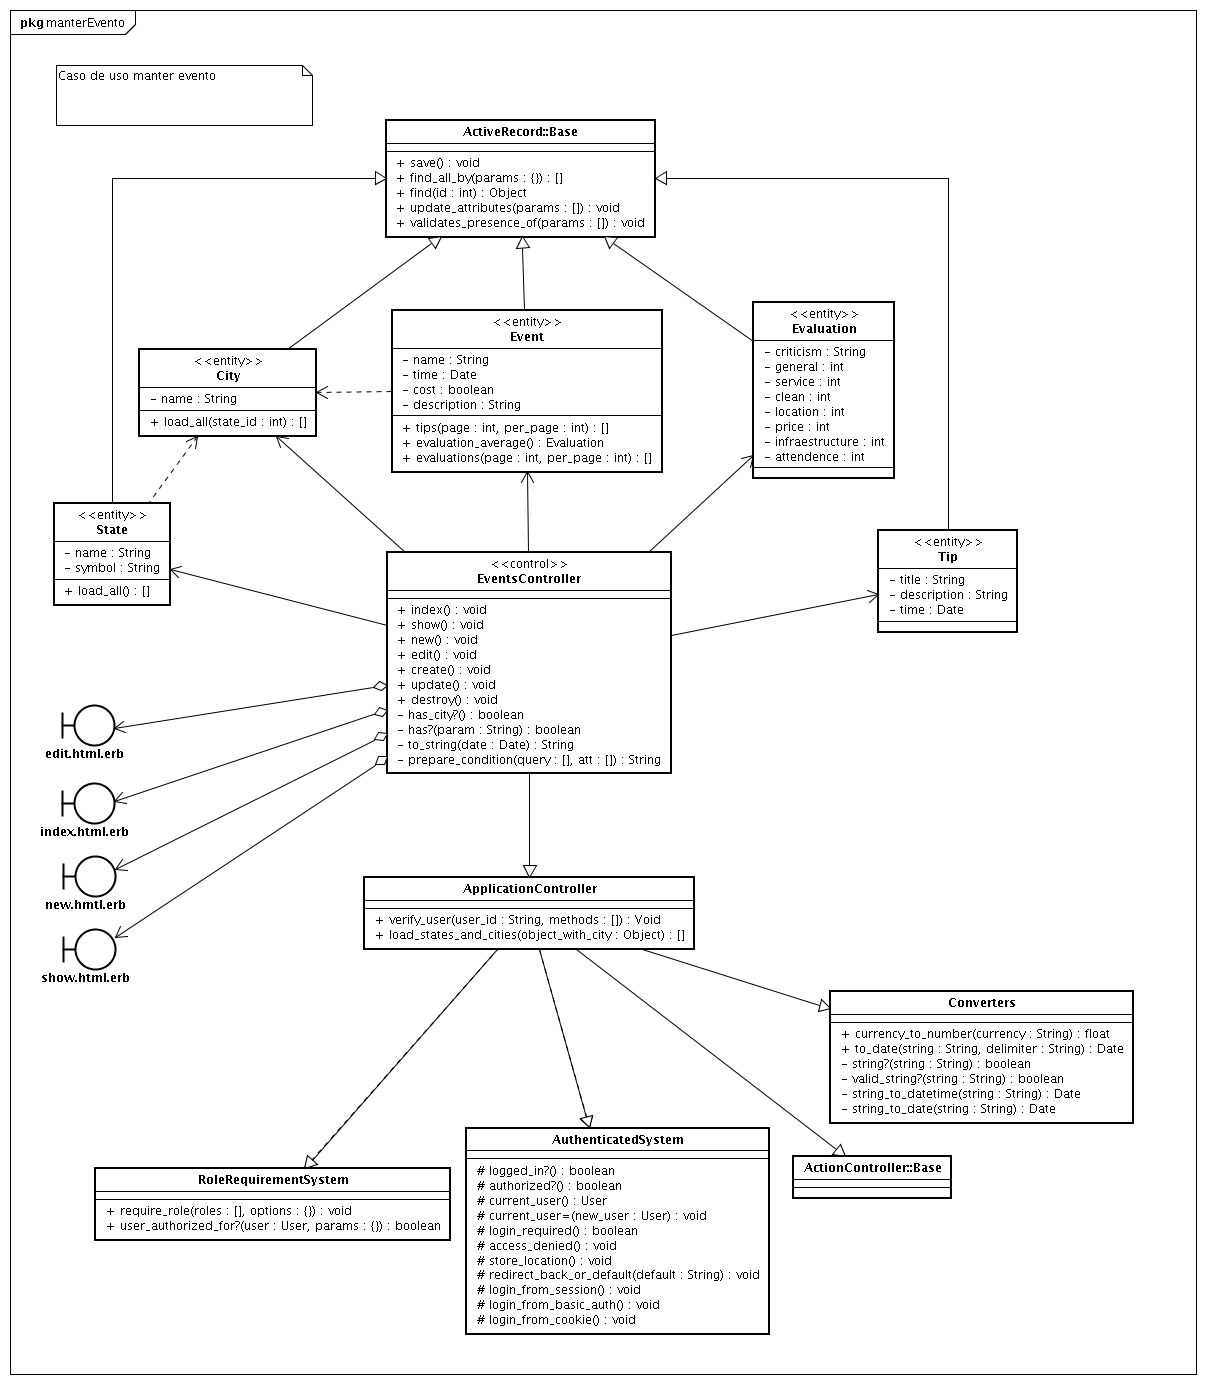 pkg manterEvento
Caso de uso manter evento
ActiveRecord::Base
+ save() : void
+ find_all_by(params : {}) : []
+ find(id : int) : Object
+ update_attributes(params : []) : void
+ validates_presence_of(params : []) : void
<<entity>>
City
- name : String
+ load_all(state_id : int) : []
<<entity>>
Event
- name : String
- time : Date
- cost : boolean
- description : String
+ tips(page : int, per_page : int) : []
+ evaluation_average() : Evaluation
+ evaluations(page : int, per_page : int) : []
<<entity>>
Evaluation
- criticism : String
- general : int
- service : int
- clean : int
- location : int
- price : int
- infraestructure : int
- attendence : int
<<entity>>
State
- name : String
- symbol : String
+ load_all() : []
<<control>>
EventsController
+ index() : void
+ show() : void
+ new() : void
+ edit() : void
+ create() : void
+ update() : void
+ destroy() : void
- has_city?() : boolean
- has?(param : String) : boolean
- to_string(date : Date) : String
- prepare_condition(query : [], att : []) : String
<<entity>>
Tip
- title : String
- description : String
- time : Date
edit.html.erb
index.html.erb
new.hmtl.erb
show.html.erb
ApplicationController
+ verify_user(user_id : String, methods : []) : Void
+ load_states_and_cities(object_with_city : Object) : []
Converters
+ currency_to_number(currency : String) : float
+ to_date(string : String, delimiter : String) : Date
- string?(string : String) : boolean
- valid_string?(string : String) : boolean
- string_to_datetime(string : String) : Date
- string_to_date(string : String) : Date
RoleRequirementSystem
+ require_role(roles : [], options : {}) : void
+ user_authorized_for?(user : User, params : {}) : boolean
AuthenticatedSystem
# logged_in?() : boolean
# authorized?() : boolean
# current_user() : User
# current_user=(new_user : User) : void
# login_required() : boolean
# access_denied() : void
# store_location() : void
# redirect_back_or_default(default : String) : void
# login_from_session() : void
# login_from_basic_auth() : void
# login_from_cookie() : void
ActionController::Base